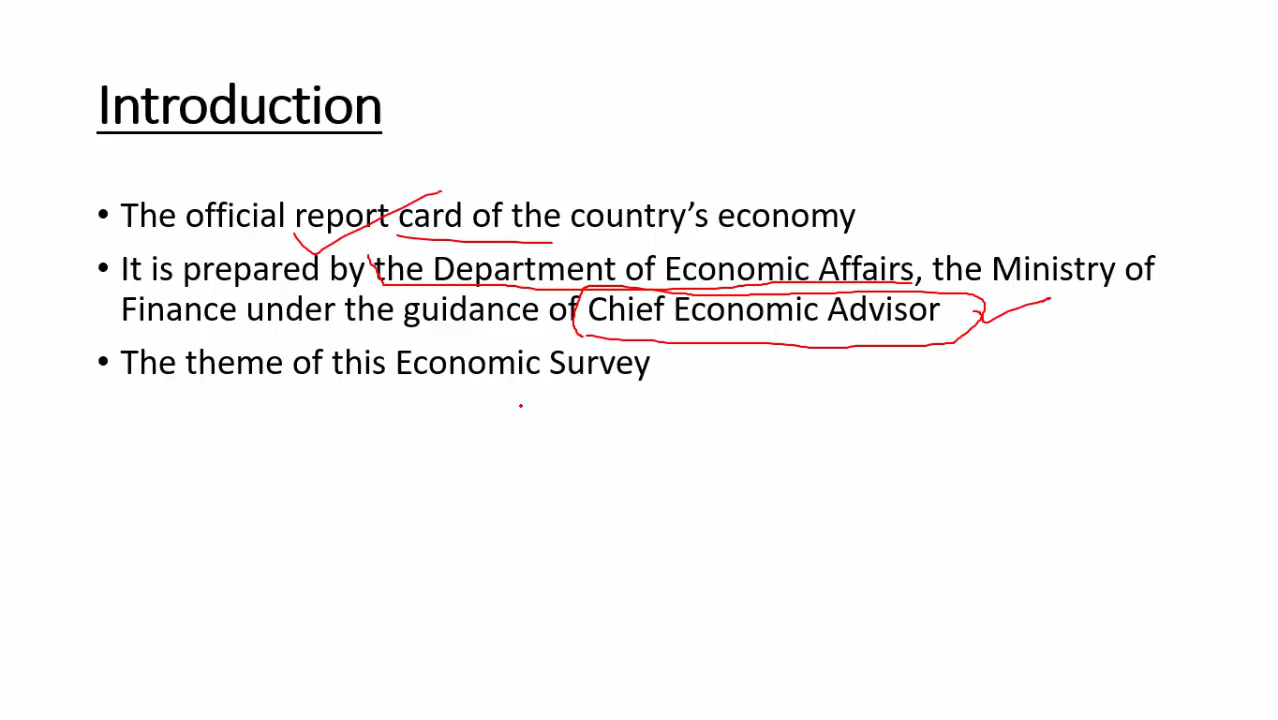 Introduction
• The official report card of the country’s economy
• It is prepared by the Department of Economic Affairs, the Ministry of
Finance under the guidance of Chief Economic Advisor
• The theme of this Economic Survey